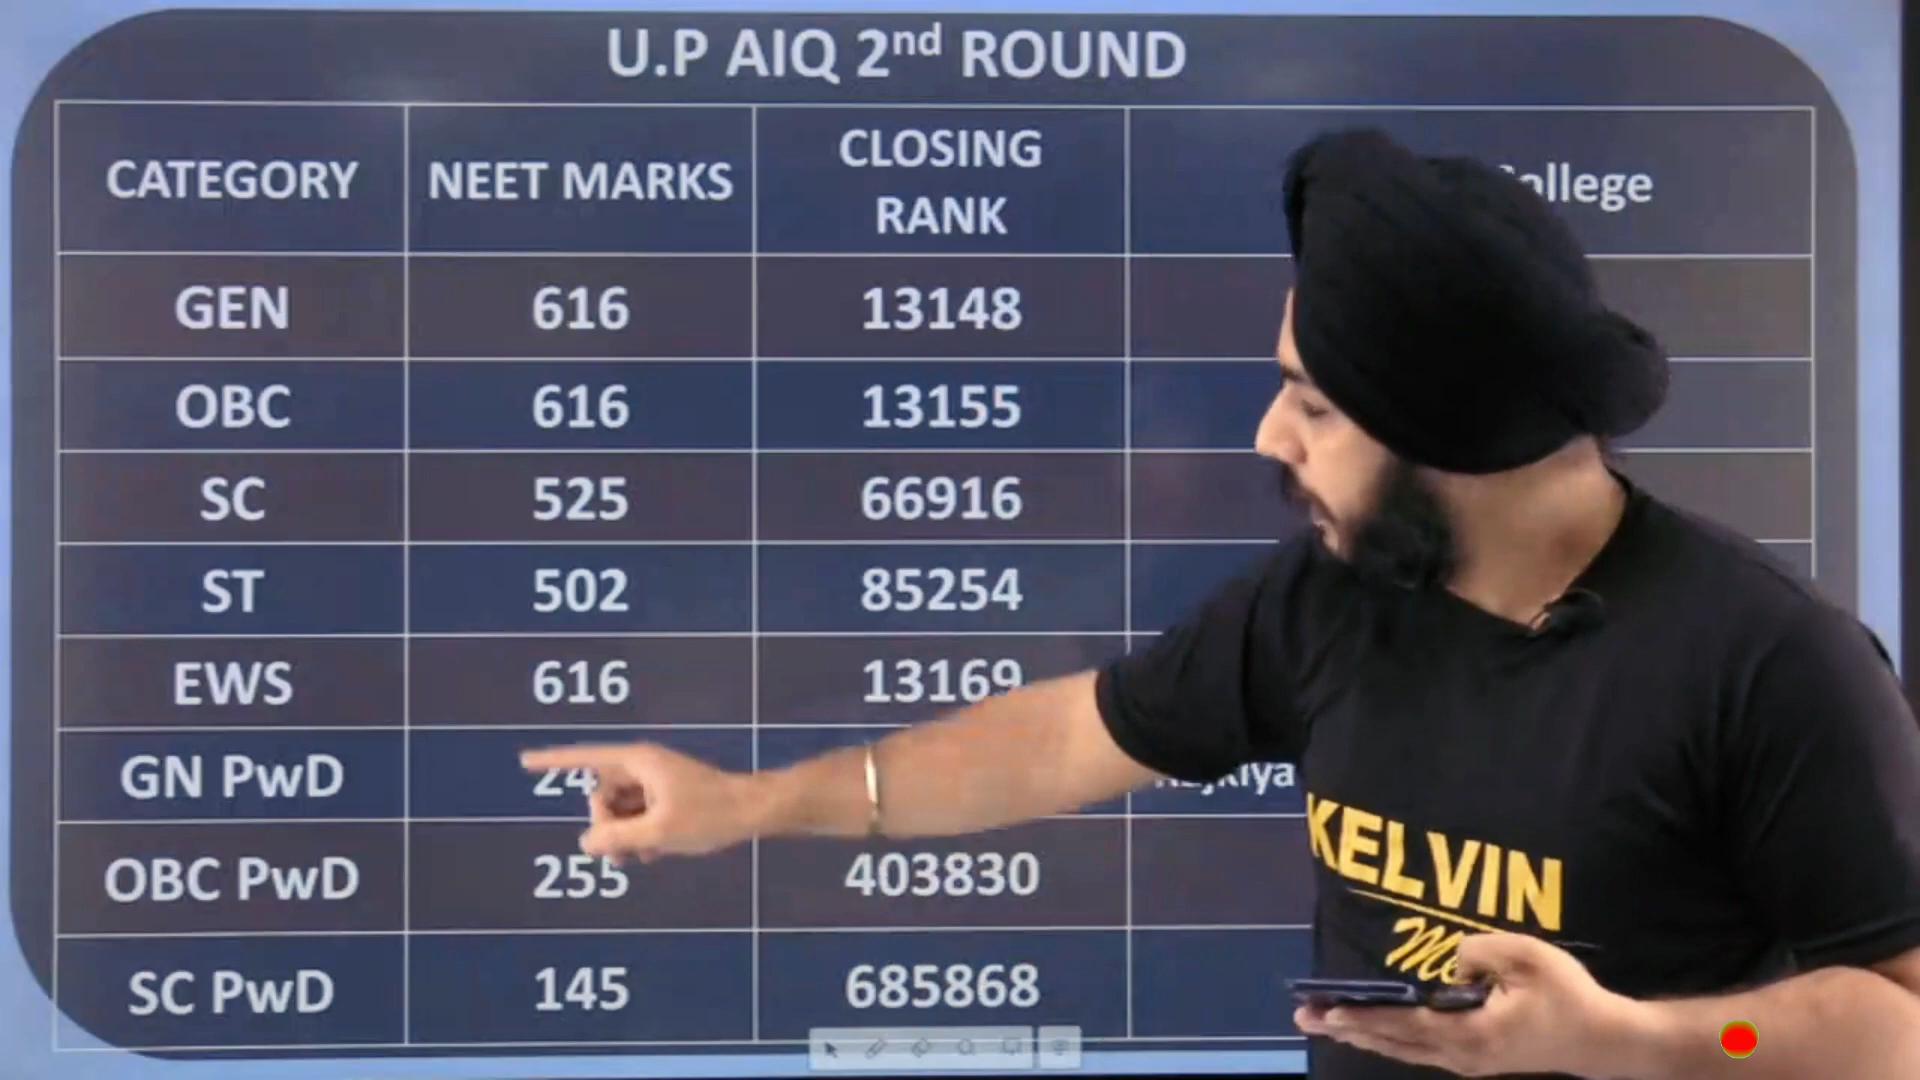 U.P AIQ 2nd ROUND
CATEGORY NEET MARKS CLOSING RANK
GEN 616 13148
OBC 616 13155
SC 525 66916
ST 502 85254
EWS 616 13169
GN PwD
OBC PwD 255 403830
SC PwD 145 685868
KELVIN